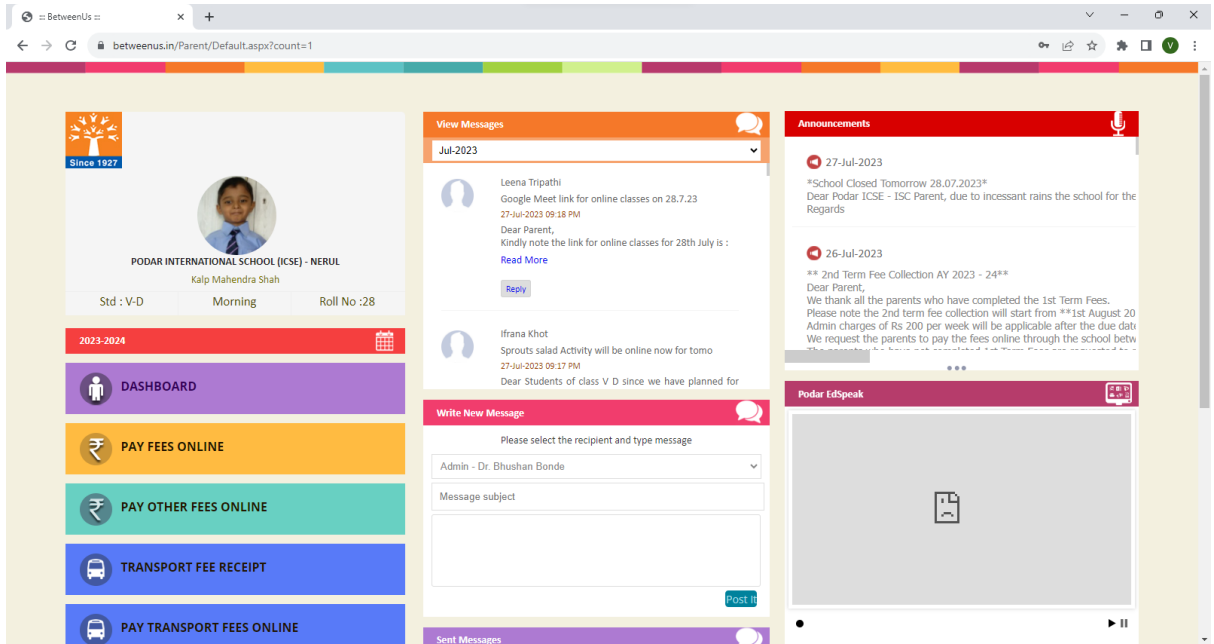 ::: BetweenUs :::
betweenus.in/Parent/Default.aspx?count=1
V
Since 1927
PODAR INTERNATIONAL SCHOOL (ICSE) - NERUL
Kalp Mahendra Shah
Std : V-D Morning Roll No :28
2023-2024
DASHBOARD
PAY FEES ONLINE
PAY OTHER FEES ONLINE
TRANSPORT FEE RECEIPT
PAY TRANSPORT FEES ONLINE
View Messages
Jul-2023
Leena Tripathi
Google Meet link for online classes on 28.7.23
27-Jul-2023 09:18 PM
Dear Parent,
Kindly note the link for online classes for 28th July is :
Read More
Reply
Ifrana Khot
Sprouts salad Activity will be online now for tomo
27-Jul-2023 09:17 PM
Dear Students of class V D since we have planned for
Write New Message
Please select the recipient and type message
Admin - Dr. Bhushan Bonde
Message subject
Post It
Sent Messages
Announcements
27-Jul-2023
*School Closed Tomorrow 28.07.2023*
Dear Podar ICSE - ISC Parent, due to incessant rains the school for the
Regards
26-Jul-2023
** 2nd Term Fee Collection AY 2023 - 24**
Dear Parent,
We thank all the parents who have completed the 1st Term Fees.
Please note the 2nd term fee collection will start from **1st August 20
Admin charges of Rs 200 per week will be applicable after the due date
We request the parents to pay the fees online through the school betw
Podar EdSpeak